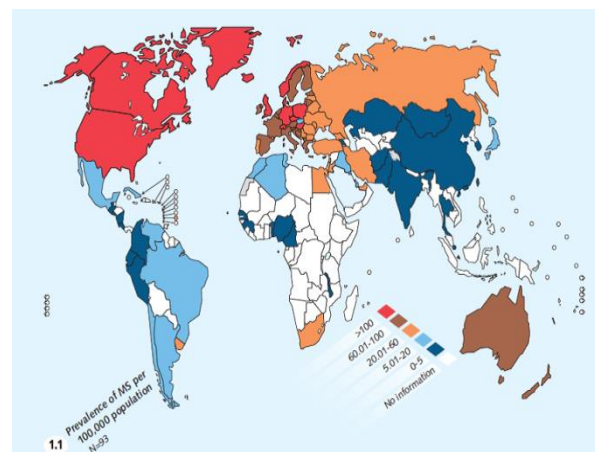 >100
60.01-100
20.01-60
5.01-20
0-5
No information
1.1
Prevalence of MS per
100,000 population
N=93